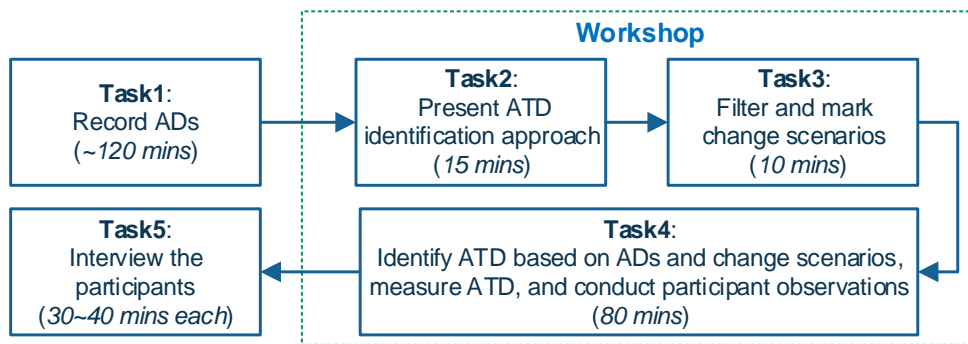 Workshop
Task1:
Record ADs
(~120 mins)
Task2:
Present ATD
identification approach
(15 mins)
Task3:
Filter and mark
change scenarios
(10 mins)
Task4:
Identify ATD based on ADs and change scenarios,
measure ATD, and conduct participant observations
(80 mins)
Task5:
Interview the
participants
(30~40 mins each)